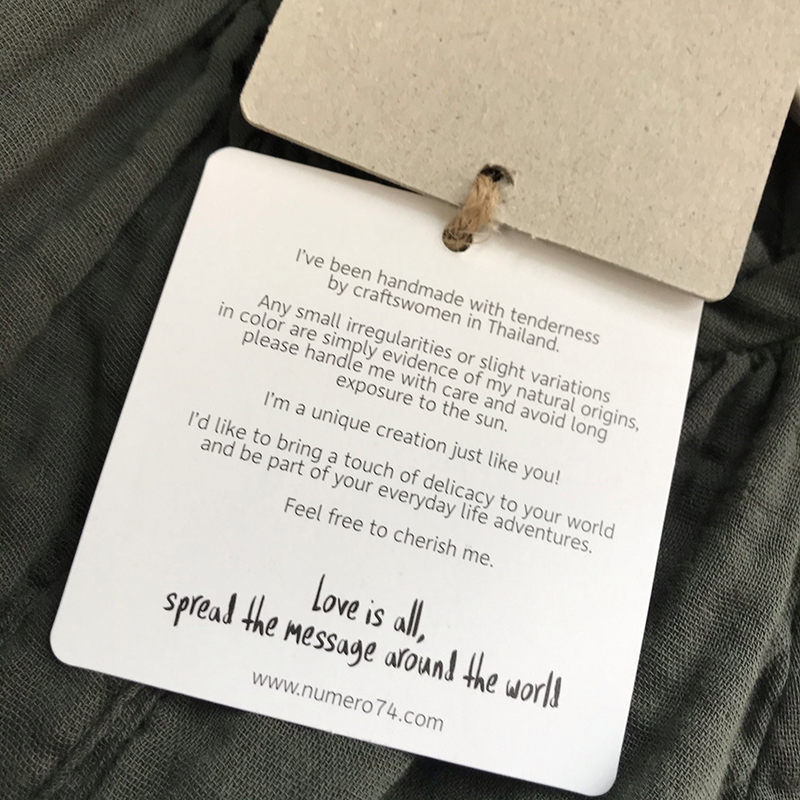 I've been handmade with tenderness
by craftswomen in Thailand.
Any small irregularities or slight variations
in color are simply evidence of my natural origins,
please handle me with care and avoid long
exposure to the sun.
I'm a unique creation just like you!
I'd like to bring a touch of delicacy to your world
and be part of your everyday life adventures.
Feel free to cherish me.
Love is all,
spread the message around the world
www.numero74.com